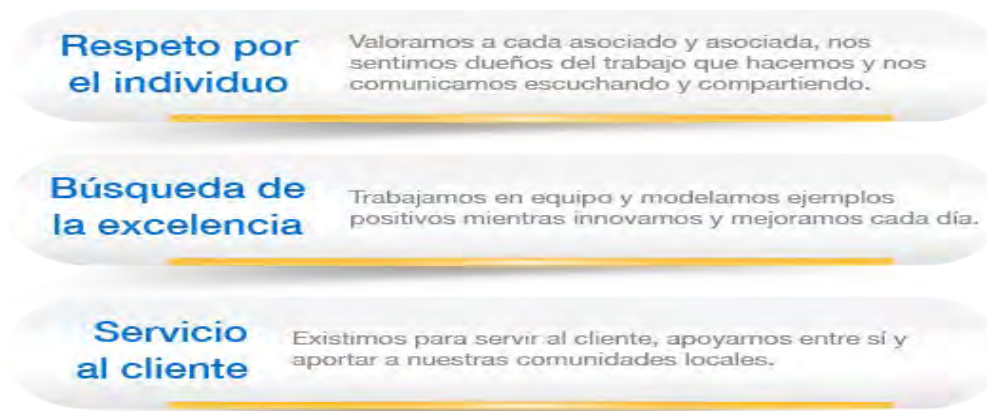 Respeto por
el individuo
Valoramos a cada asociado y asociada, nos
sentimos dueños del trabajo que hacemos y nos
comunicamos escuchando y compartiendo.
Búsqueda de
la excelencia
Trabajamos en equipo y modelamos ejemplos
positivos mientras innovamos y mejoramos cada día.
Servicio
al cliente
Existimos para servir al cliente, apoyarnos entre sí y
aportar a nuestras comunidades locales.